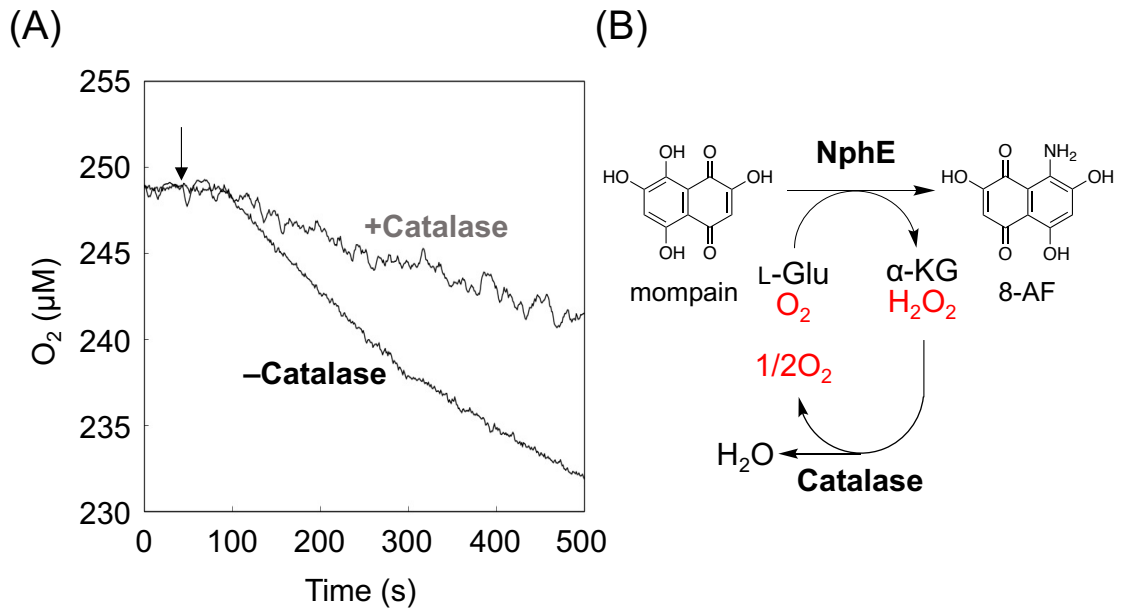 (A)
255
250
245
240
235
230
O₂ (μM)
+Catalase
–Catalase
0
100
200
300
400
500
Time (s)
(B)
OH
O
HO
OH
OH
O
mompain
NphE
L-Glu
O₂
α-KG
H₂O₂
O
NH₂
HO
OH
O
OH
8-AF
1/2O₂
H₂O
Catalase